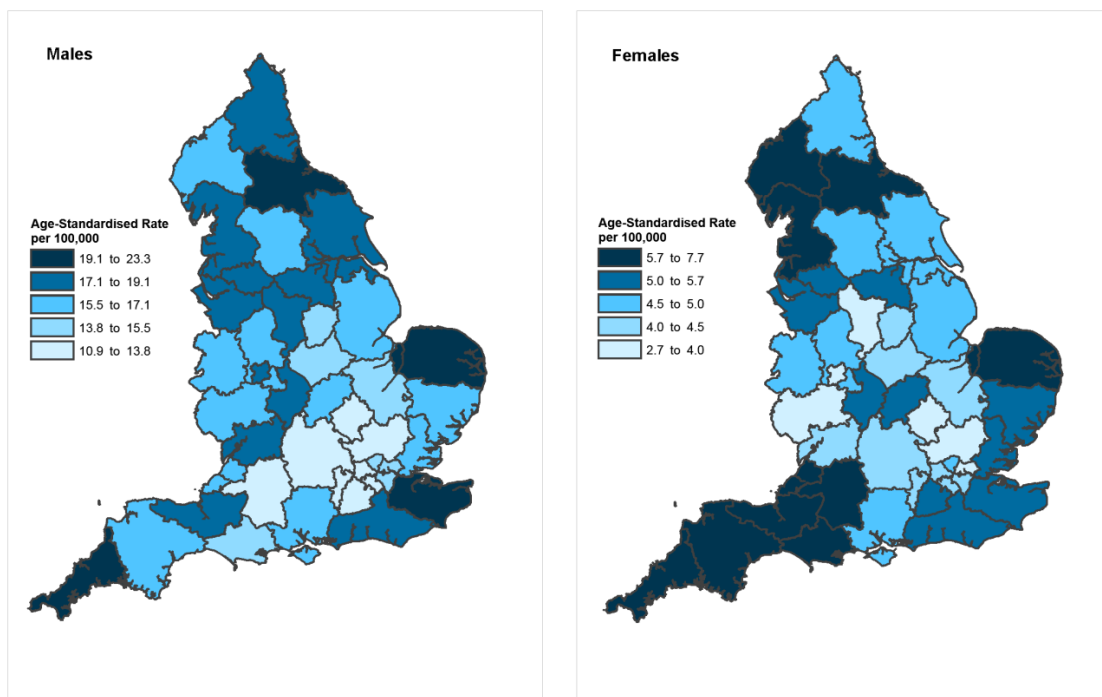 Males
Age-Standardised Rate
per 100,000
19.1 to 23.3
17.1 to 19.1
15.5 to 17.1
13.8 to 15.5
10.9 to 13.8
Females
Age-Standardised Rate
per 100,000
5.7 to 7.7
5.0 to 5.7
4.5 to 5.0
4.0 to 4.5
2.7 to 4.0